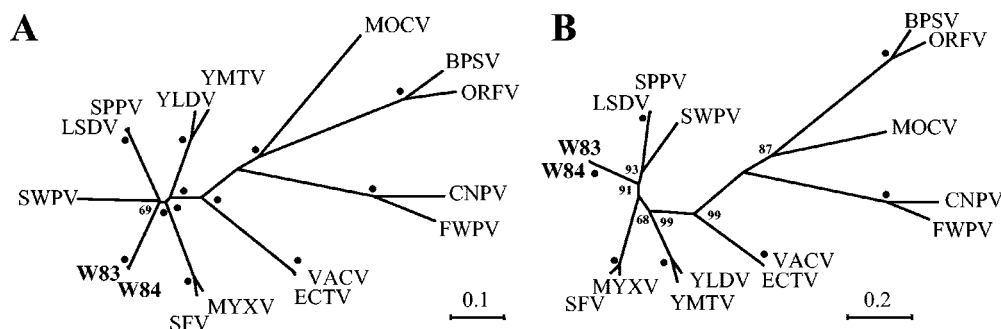 A
MOCV
BPSV
ORFV
YMTV
YLDV
SPPV
LSDV
SWPV
69
CNPV
FWPV
W83
W84
VACV
ECTV
MYXV
SFV
0.1
B
BPSV
ORFV
SPPV
LSDV
SWPV
W83
W84
MOCV
87
93
91
CNPV
FWPV
68
99
99
VACV
ECTV
MYXV
YLDV
SFV
YMTV
0.2